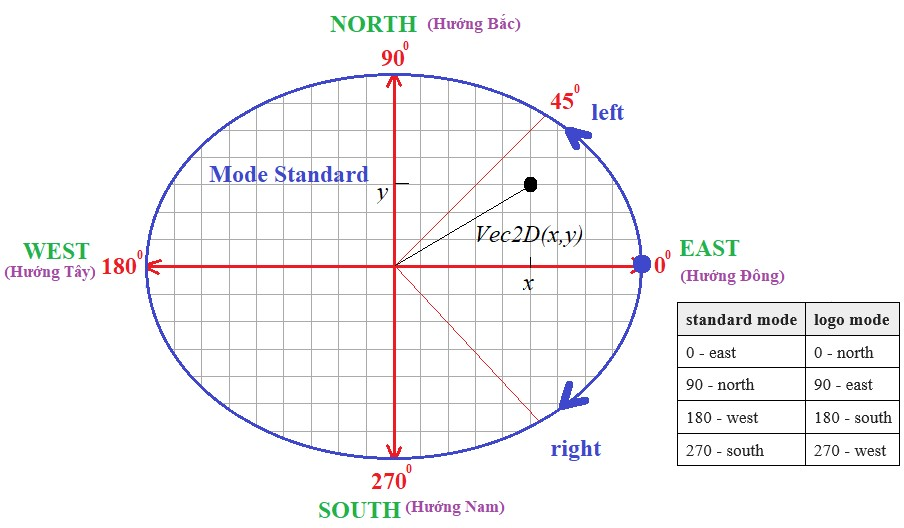 NORTH (Hướng Bắc)
90⁰
45⁰
left
Mode Standard
y
Vec2D(x,y)
WEST
(Hướng Tây)
180⁰
0⁰
EAST
(Hướng Đông)
x
standard mode logo mode
0 - east 0 - north
90 - north 90 - east
180 - west 180 - south
270 - south 270 - west
right
270⁰
SOUTH (Hướng Nam)